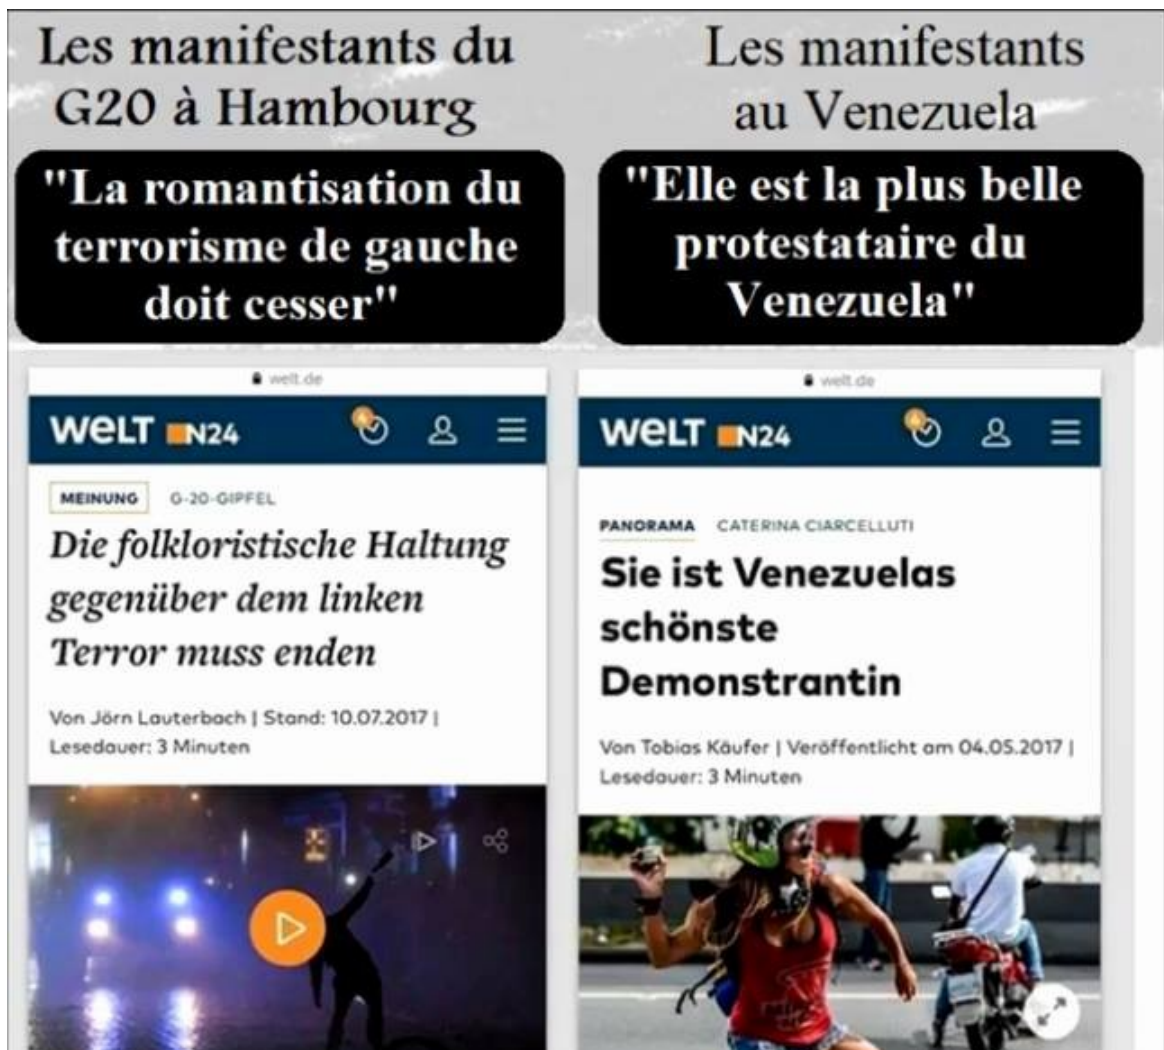 Les manifestants du
G20 à Hambourg
"La romantisation du
terrorisme de gauche
doit cesser"
welt.de
WELT N24
MEINUNG G-20-GIPFEL
Die folkloristische Haltung
gegenüber dem linken
Terror muss enden
Von Jörn Lauterbach | Stand: 10.07.2017 |
Lesedauer: 3 Minuten
Les manifestants
au Venezuela
"Elle est la plus belle
protestataire du
Venezuela"
welt.de
WELT N24
PANORAMA CATERINA CIARCELLUTI
Sie ist Venezuelas
schönste
Demonstrantin
Von Tobias Käufer | Veröffentlicht am 04.05.2017 |
Lesedauer: 3 Minuten